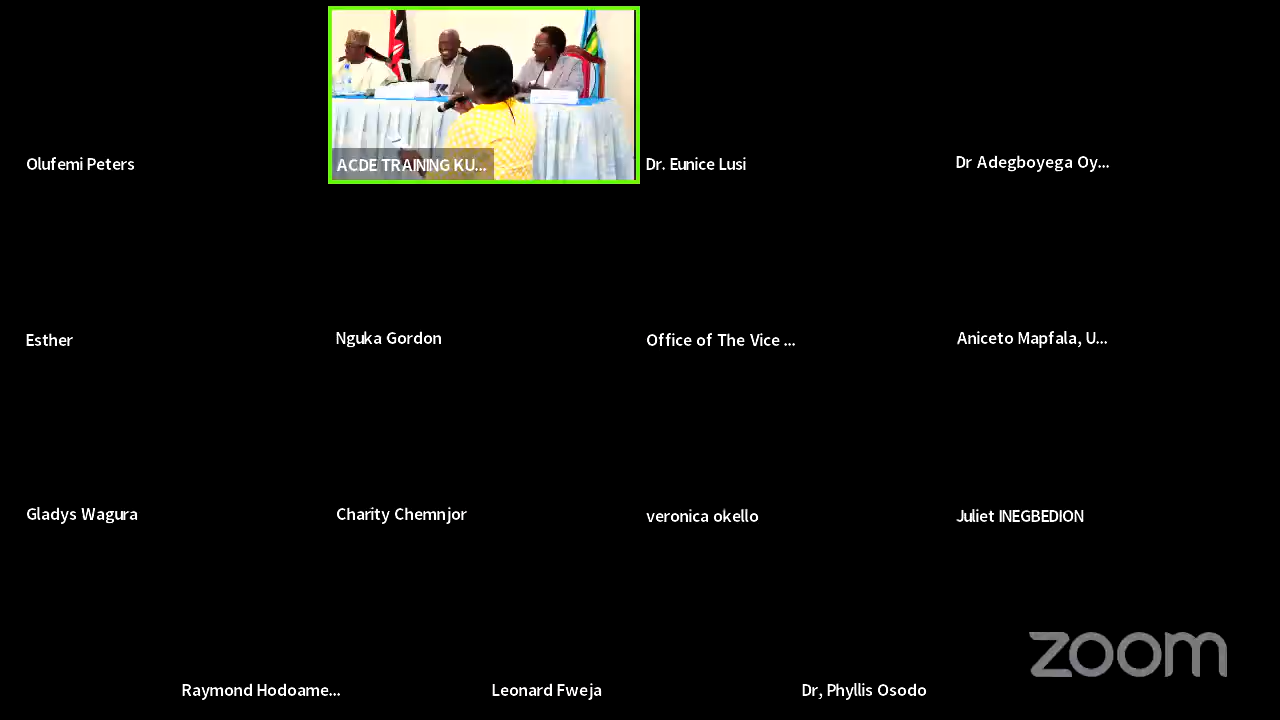 Olufemi Peters
ACDE TRAINING KU...
Dr. Eunice Lusi
Dr Adegboyega Oy...
Esther
Nguka Gordon
Office of The Vice ...
Aniceto Mapfala, U...
Gladys Wagura
Charity Chemnjor
veronica okello
Juliet INEGBEDION
Raymond Hodoame...
Leonard Fweja
Dr, Phyllis Osodo
zoom